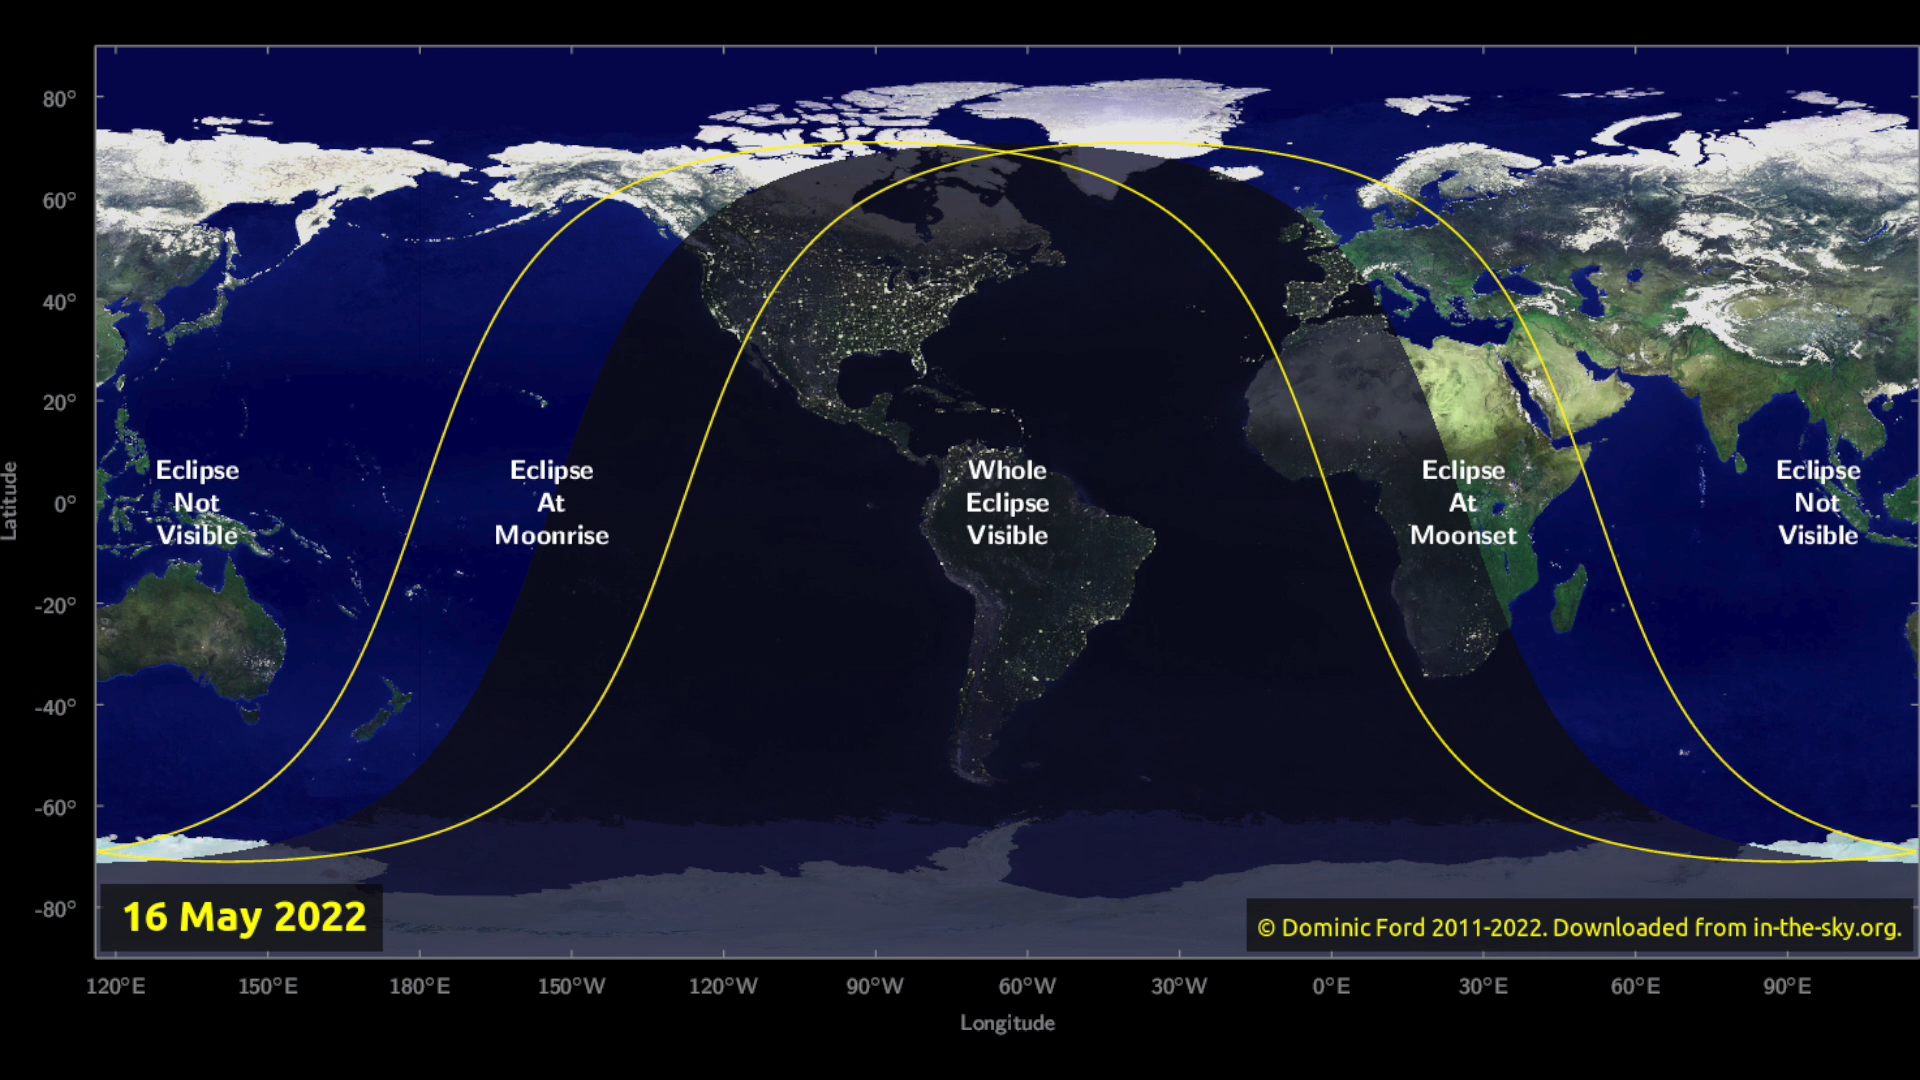 80°
60°
40°
20°
0°
-20°
-40°
-60°
-80°
Latitude
Eclipse
Not
Visible
Eclipse
At
Moonrise
Whole
Eclipse
Visible
Eclipse
At
Moonset
Eclipse
Not
Visible
16 May 2022
© Dominic Ford 2011-2022. Downloaded from in-the-sky.org.
120°E 150°E 180°E 150°W 120°W 90°W 60°W 30°W 0°E 30°E 60°E 90°E
Longitude